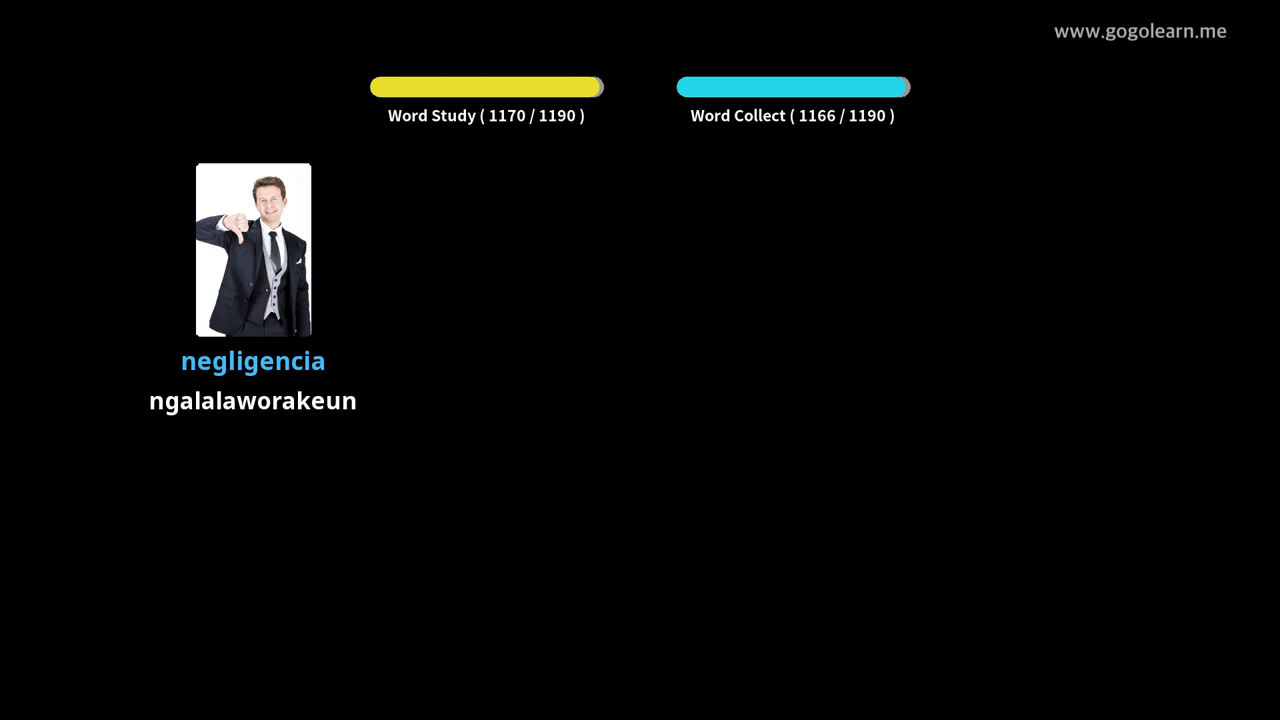 www.gogolearn.me
Word Study ( 1170 / 1190 )
Word Collect ( 1166 / 1190 )
negligencia
ngalalaworakeun